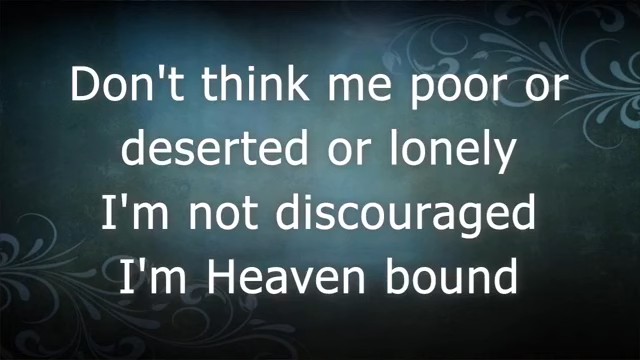 Don't think me poor or
deserted or lonely
I'm not discouraged
I'm Heaven bound